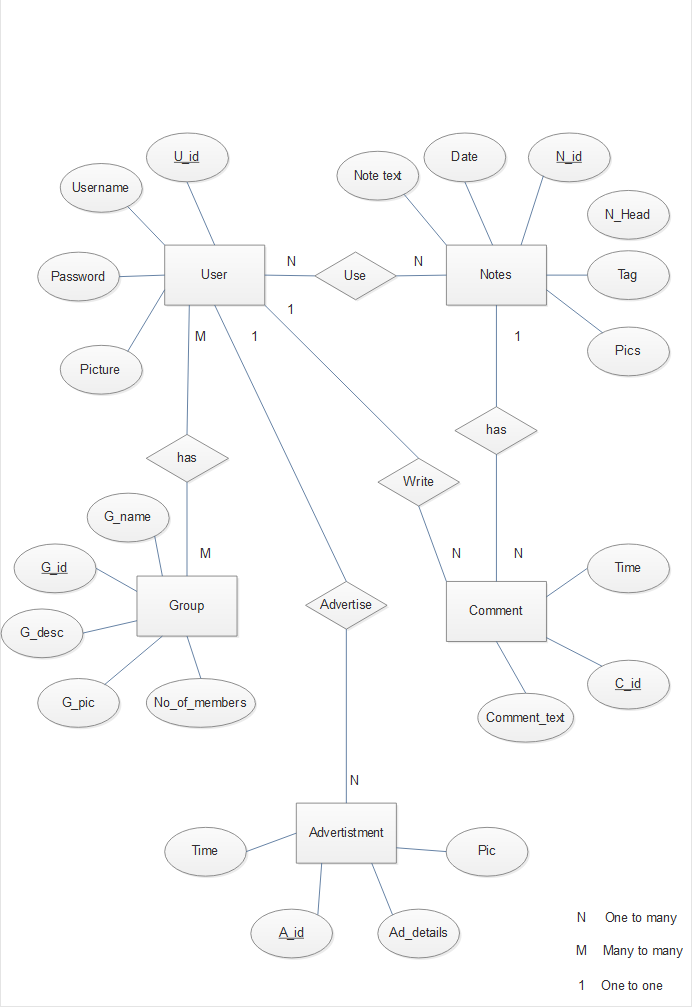 U_id
Date
N_id
Note text
Username
N_Head
User
N
Use
N
Notes
Tag
Password
1
M
1
1
Pics
Picture
has
has
Write
G_name
M
N
N
G_id
Time
Group
Advertise
Comment
G_desc
C_id
G_pic
No_of_members
Comment_text
N
Advertistment
Time
Pic
A_id
Ad_details
N One to many
M Many to many
1 One to one